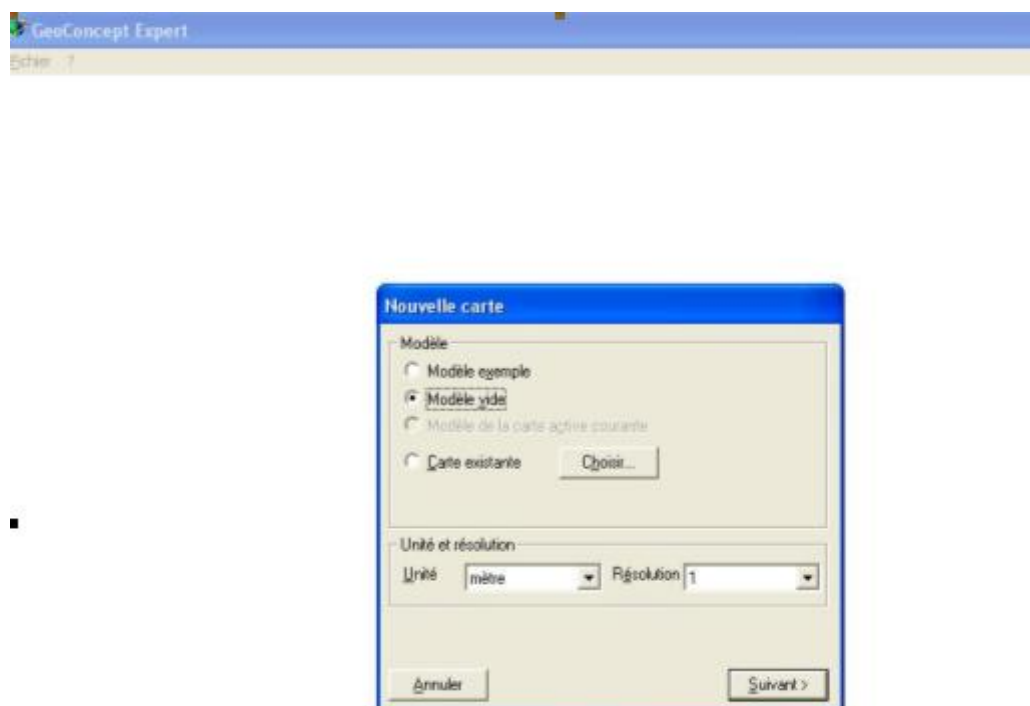 GeoConcept Expert
Fichier ?
Nouvelle carte
Modèle
Modèle exemple
Modèle vide
Modèle de la carte active courante
Carte existante Choisir...
Unité et résolution
Unité mètre Résolution 1
Annuler Suivant >